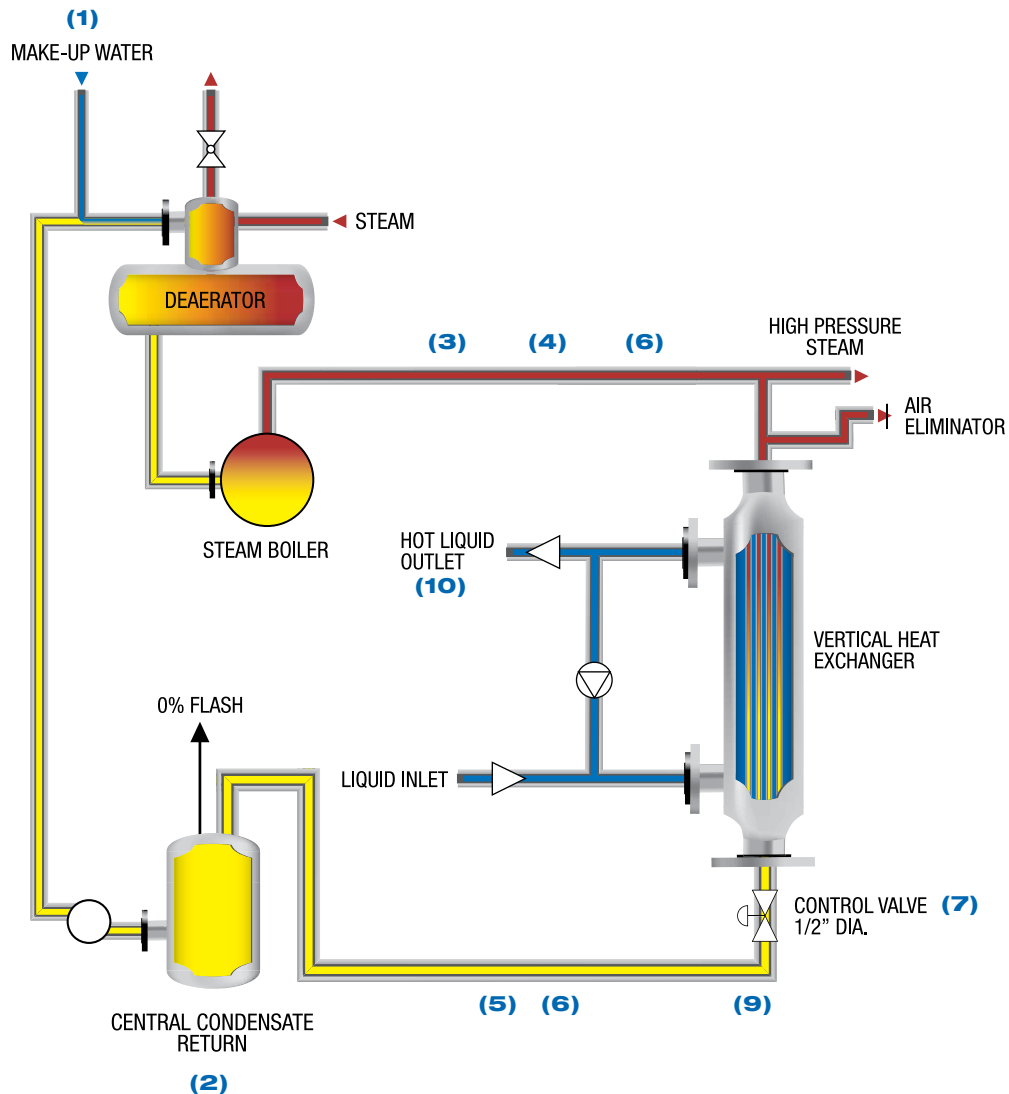 (1)
MAKE-UP WATER
STEAM
DEAERATOR
(3) (4) (6)
HIGH PRESSURE
STEAM
AIR
ELIMINATOR
STEAM BOILER
HOT LIQUID
OUTLET
(10)
VERTICAL HEAT
EXCHANGER
0% FLASH
LIQUID INLET
CONTROL VALVE (7)
1/2” DIA.
(5) (6) (9)
CENTRAL CONDENSATE
RETURN
(2)